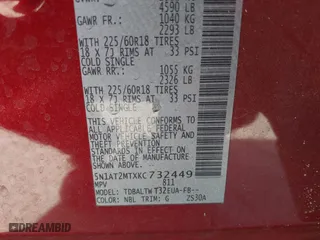 4590 LB
GAWR FR.: 1040 KG
2293 LB
WITH 225/60R18 TIRES
18 X 7J RIMS AT 33 PSI
COLD SINGLE
GAWR RR.: 1055 KG
2326 LB
WITH 225/60R18 TIRES
18 X 7J RIMS AT 33 PSI
COLD SINGLE
THIS VEHICLE CONFORMS TO ALL
APPLICABLE FEDERAL MOTOR
VEHICLE SAFETY AND
THEFT PREVENTION STANDARDS
IN EFFECT ON THE DATE OF
MANUFACTURE SHOWN ABOVE.
5N1AT2MTXKC732449
MPV 811
MODEL: TDBALTW T32EUA-FB--
COLOR: NBL TRIM: G 2S30A